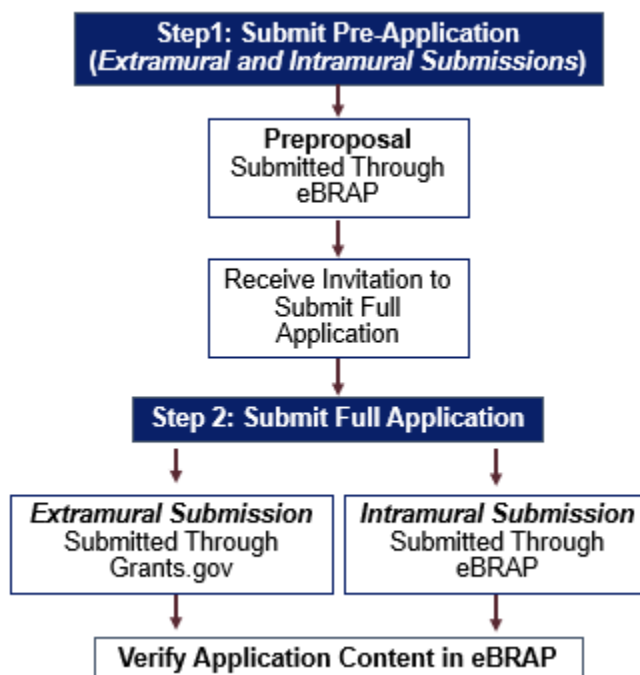 Step1: Submit Pre-Application
(Extramural and Intramural Submissions)
Preproposal
Submitted Through
eBRAP
Receive Invitation to
Submit Full
Application
Step 2: Submit Full Application
Extramural Submission
Submitted Through
Grants.gov
Intramural Submission
Submitted Through
eBRAP
Verify Application Content in eBRAP